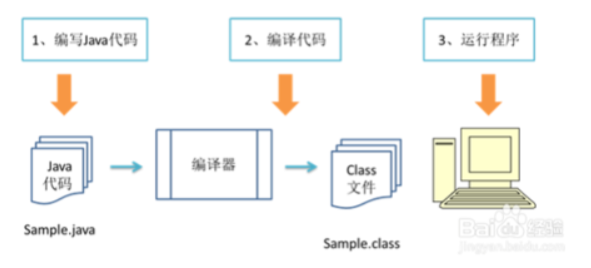 1、编写Java代码
2、编译代码
3、运行程序
Java
代码
编译器
Class
文件
Sample.java
Sample.class
Baidu经验
jingyan.baidu.com